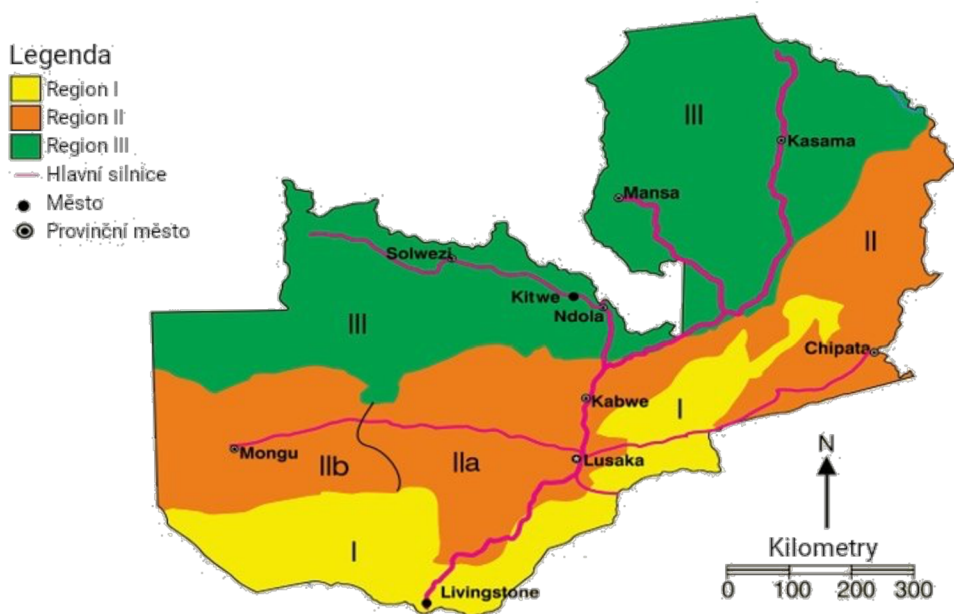 Legenda
Region I
Region II
Region III
Hlavní silnice
Město
Provinční město
III
Kasama
Mansa
II
Solwezi
Kitwe
Ndola
III
Chipata
Kabwe
I
Mongu
IIb
IIa
Lusaka
N
I
Livingstone
Kilometry
0 100 200 300